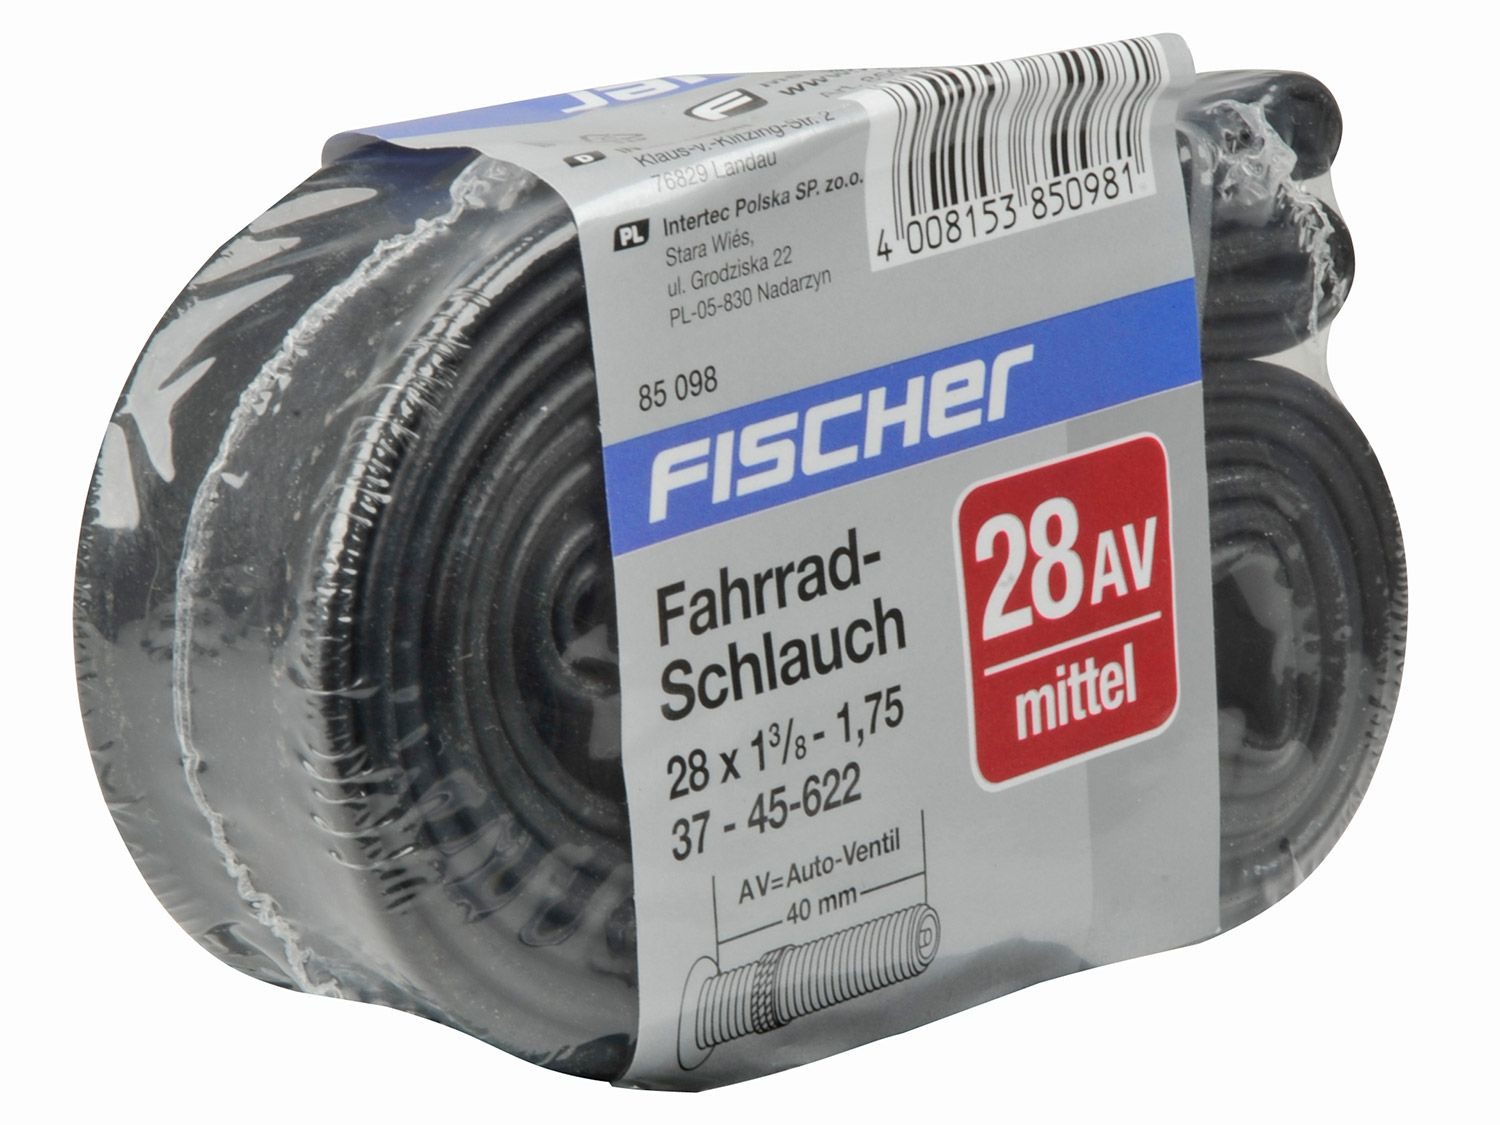 Klaus-v.-Klitzing-Str. 2
76829 Landau
PL Intertec Polska SP. zo.o.
Stara Wiés,
ul. Grodziska 22
PL-05-830 Nadarzyn
4 008153 850981
85 098
FISCHER
28 AV
mittel
Fahrrad-
Schlauch
28 x 1 3/8 - 1,75
37 - 45-622
AV=Auto-Ventil
40 mm